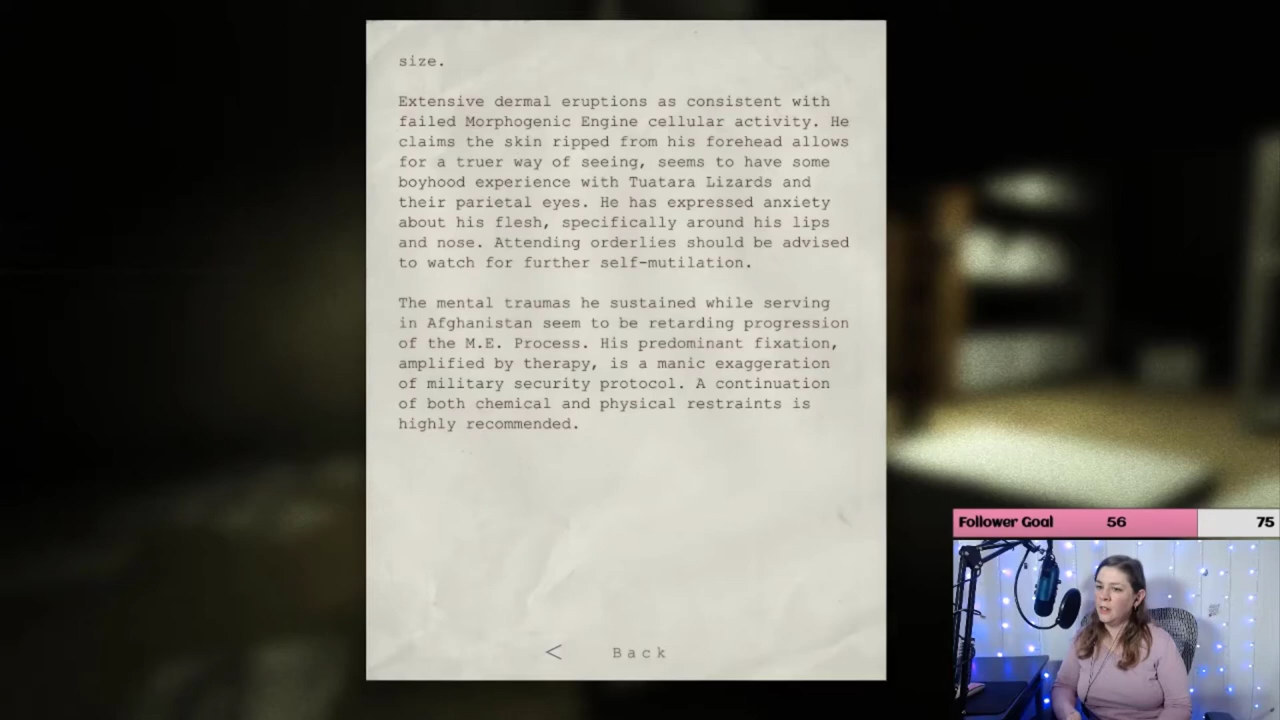 size.
Extensive dermal eruptions as consistent with
failed Morphogenic Engine cellular activity. He
claims the skin ripped from his forehead allows
for a truer way of seeing, seems to have some
boyhood experience with Tuatara Lizards and
their parietal eyes. He has expressed anxiety
about his flesh, specifically around his lips
and nose. Attending orderlies should be advised
to watch for further self-mutilation.
The mental traumas he sustained while serving
in Afghanistan seem to be retarding progression
of the M.E. Process. His predominant fixation,
amplified by therapy, is a manic exaggeration
of military security protocol. A continuation
of both chemical and physical restraints is
highly recommended.
< Back
Follower Goal 56 75